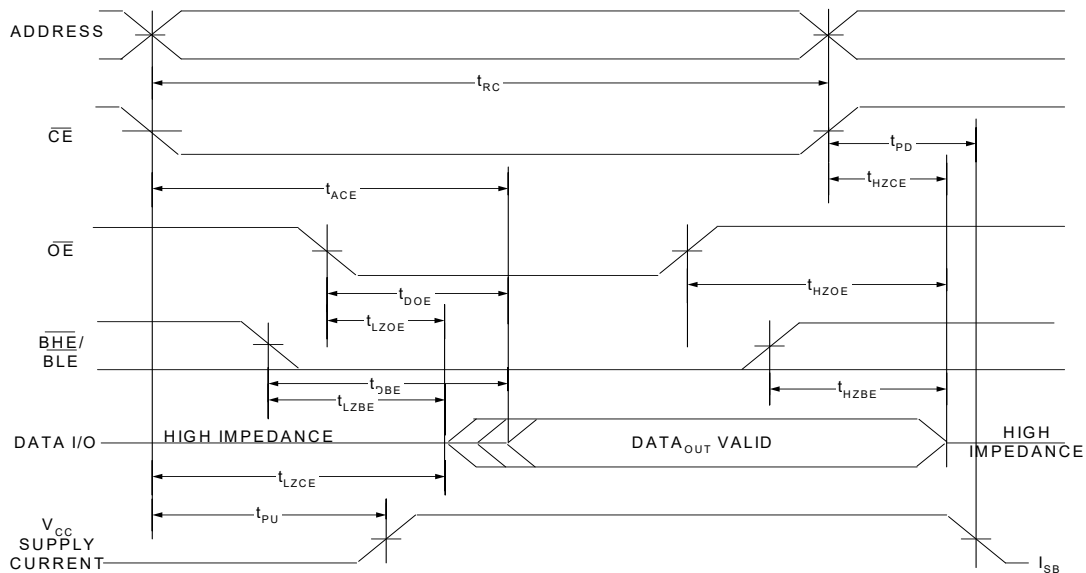 ADDRESS
tRC
CE
tPD
tHZCE
tACE
OE
tHZOE
tDOE
tLZOE
BHE/
BLE
tDBE
tHZBE
tLZBE
DATA I/O
HIGH IMPEDANCE
DATAOUT VALID
HIGH
IMPEDANCE
tLZCE
tPU
VCC
SUPPLY
CURRENT
ISB